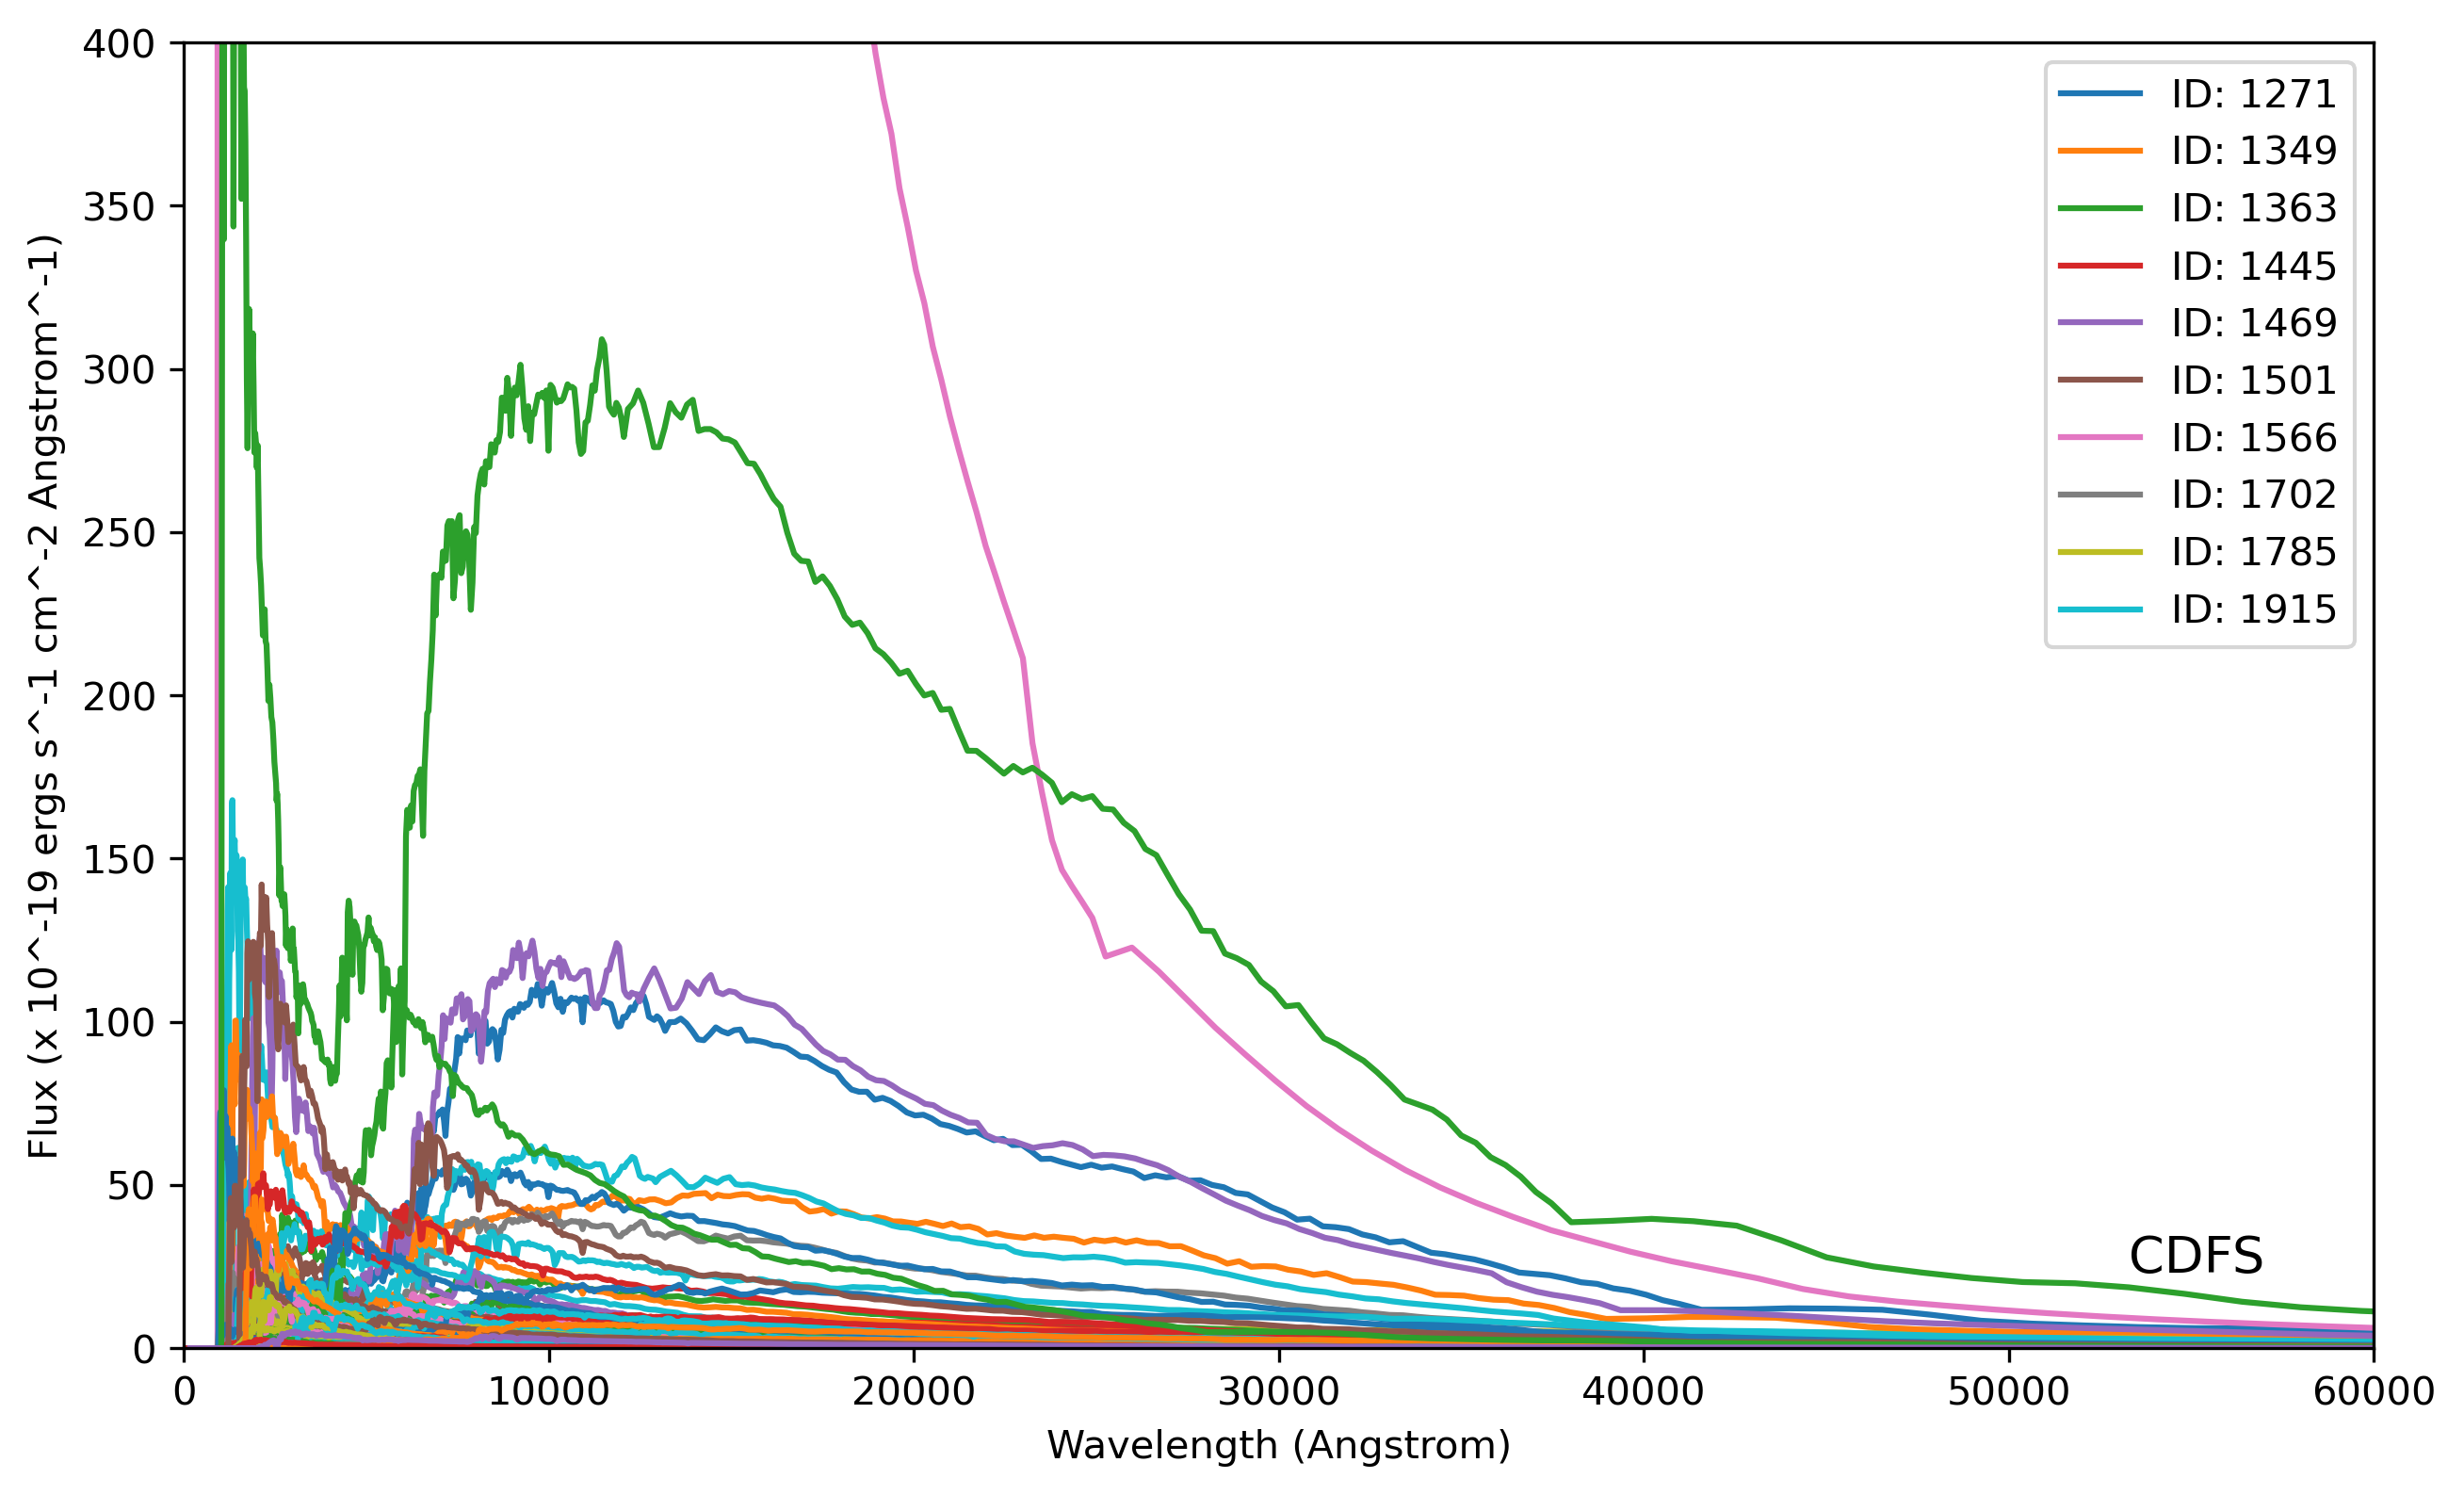 400
350
300
250
200
150
100
50
0
Flux (x 10^-19 ergs s^-1 cm^-2 Angstrom^-1)
ID: 1271
ID: 1349
ID: 1363
ID: 1445
ID: 1469
ID: 1501
ID: 1566
ID: 1702
ID: 1785
ID: 1915
CDFS
0 10000 20000 30000 40000 50000 60000
Wavelength (Angstrom)